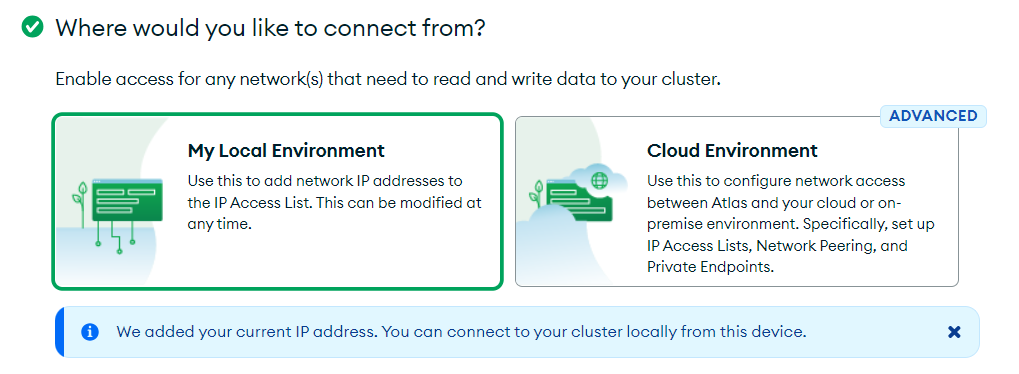 Where would you like to connect from?
Enable access for any network(s) that need to read and write data to your cluster.
ADVANCED
My Local Environment
Use this to add network IP addresses to
the IP Access List. This can be modified at
any time.
Cloud Environment
Use this to configure network access
between Atlas and your cloud or on-
premise environment. Specifically, set up
IP Access Lists, Network Peering, and
Private Endpoints.
We added your current IP address. You can connect to your cluster locally from this device.